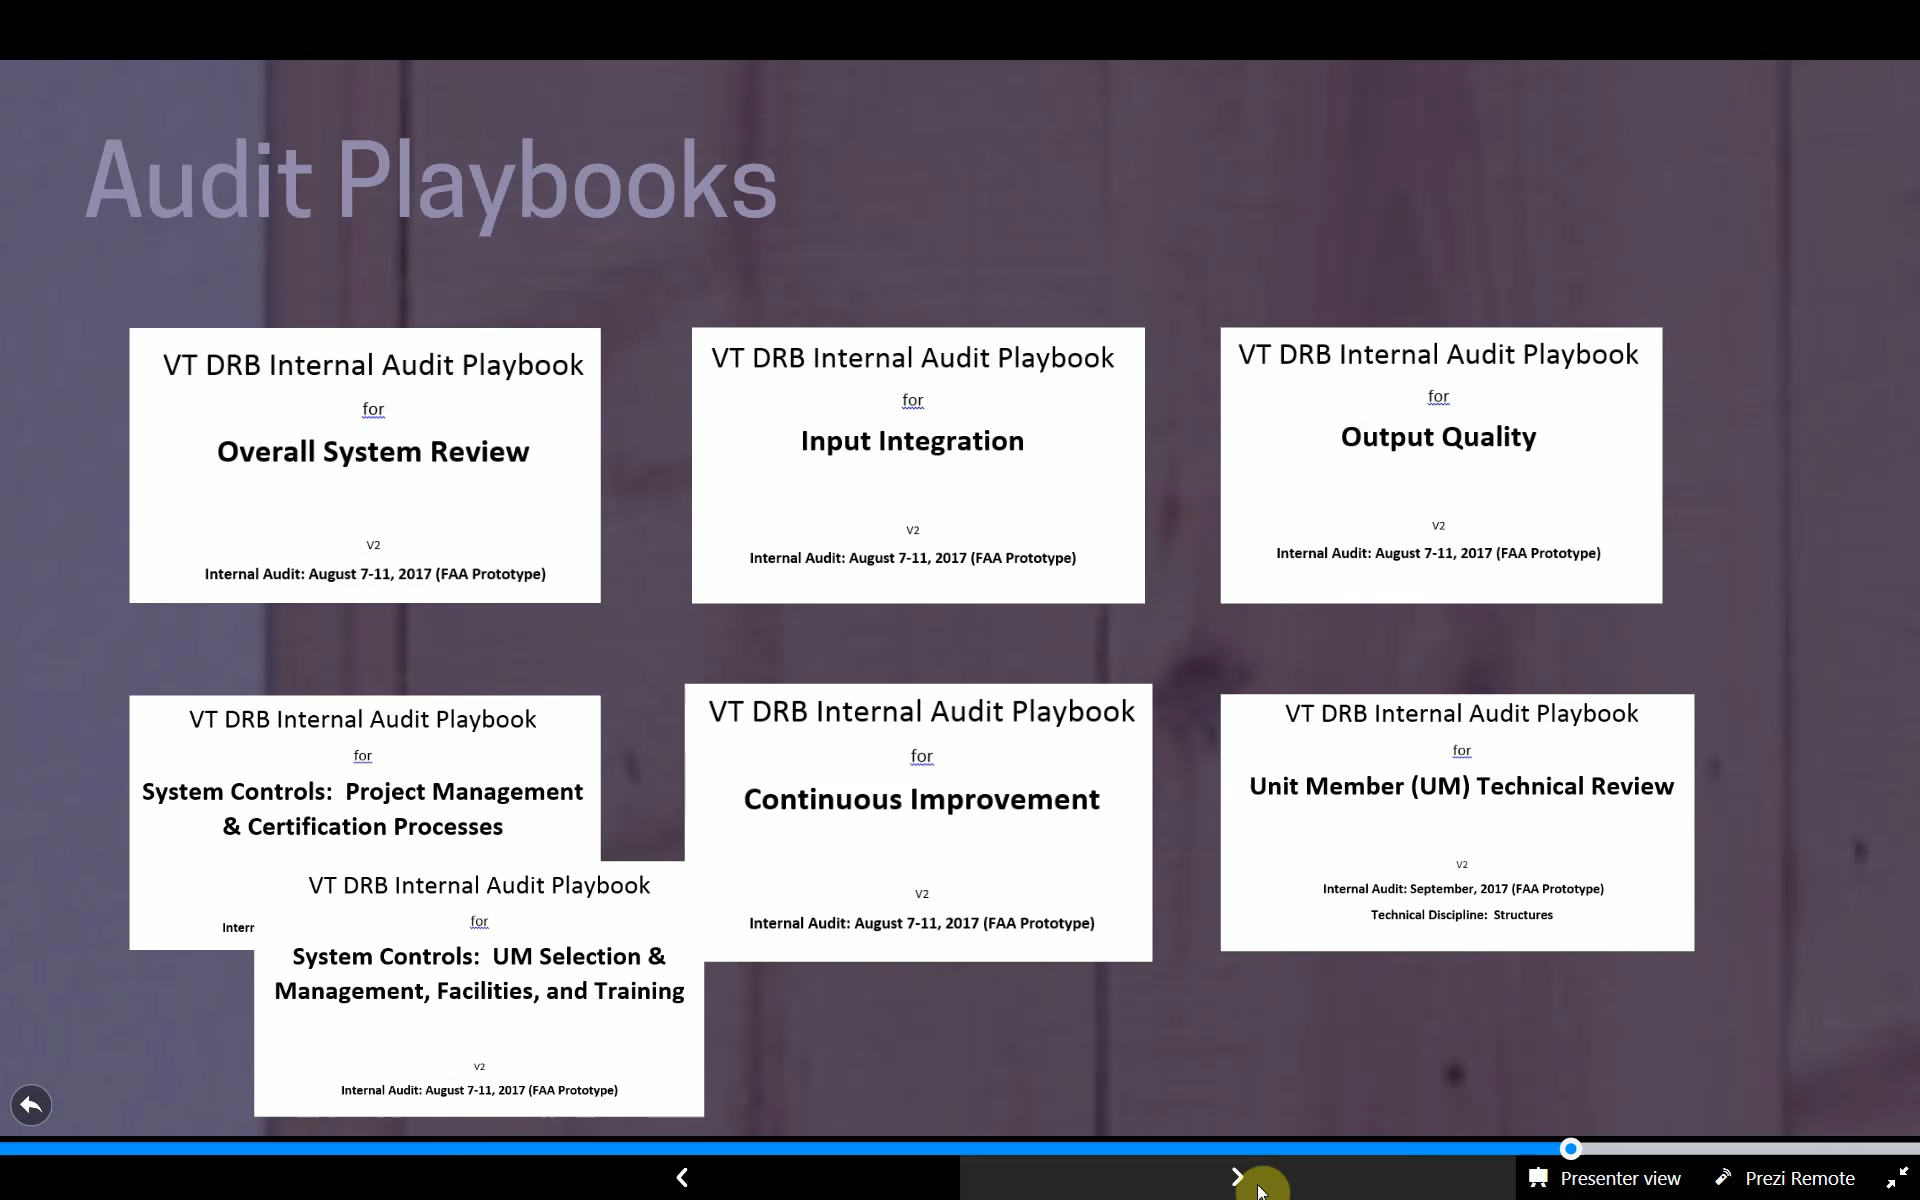 Audit Playbooks
VT DRB Internal Audit Playbook
for
Overall System Review
V2
Internal Audit: August 7-11, 2017 (FAA Prototype)
VT DRB Internal Audit Playbook
for
Input Integration
V2
Internal Audit: August 7-11, 2017 (FAA Prototype)
VT DRB Internal Audit Playbook
for
Output Quality
V2
Internal Audit: August 7-11, 2017 (FAA Prototype)
VT DRB Internal Audit Playbook
for
System Controls: Project Management
& Certification Processes
VT DRB Internal Audit Playbook
for
System Controls: UM Selection &
Management, Facilities, and Training
V2
Internal Audit: August 7-11, 2017 (FAA Prototype)
VT DRB Internal Audit Playbook
for
Continuous Improvement
V2
Internal Audit: August 7-11, 2017 (FAA Prototype)
VT DRB Internal Audit Playbook
for
Unit Member (UM) Technical Review
V2
Internal Audit: September, 2017 (FAA Prototype)
Technical Discipline: Structures
Presenter view
Prezi Remote